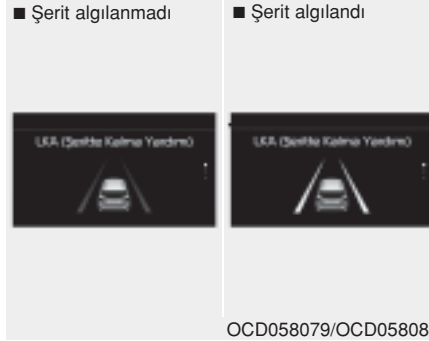 ■ Şerit algılanmadı
■ Şerit algılandı
LKA (Şeritte Kalma Yardımı)
LKA (Şeritte Kalma Yardımı)
OCD058079/OCD05808